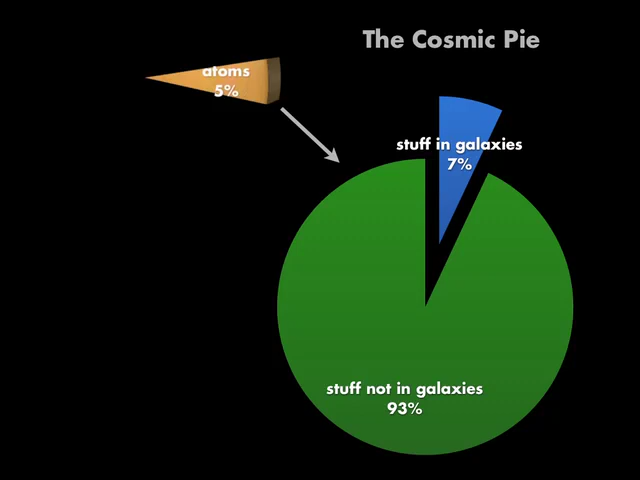 The Cosmic Pie
atoms
5%
stuff in galaxies
7%
stuff not in galaxies
93%